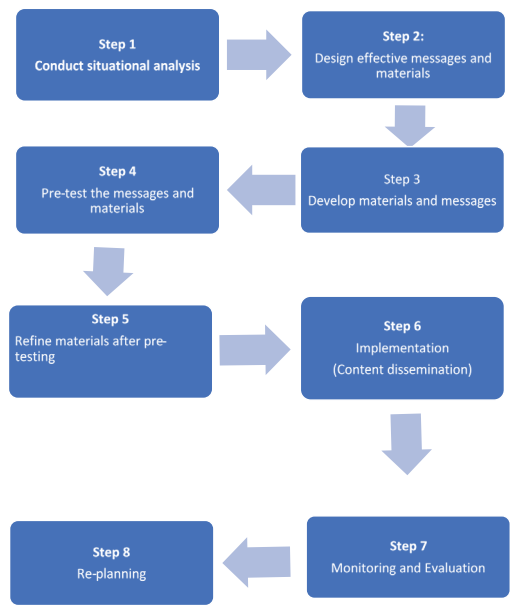 Step 1
Conduct situational analysis
Step 2:
Design effective messages and
materials
Step 3
Develop materials and messages
Step 4
Pre-test the messages and
materials
Step 5
Refine materials after pre-
testing
Step 6
Implementation
(Content dissemination)
Step 7
Monitoring and Evaluation
Step 8
Re-planning